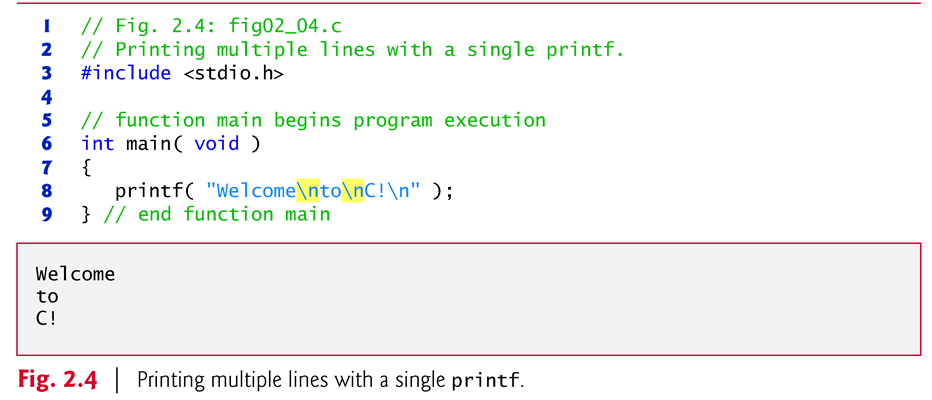 1 // Fig. 2.4: fig02_04.c
2 // Printing multiple lines with a single printf.
3 #include <stdio.h>
4
5 // function main begins program execution
6 int main( void )
7 {
8    printf( "Welcome\nto\nC!\n" );
9 } // end function main
Welcome
to
C!
Fig. 2.4 | Printing multiple lines with a single printf.